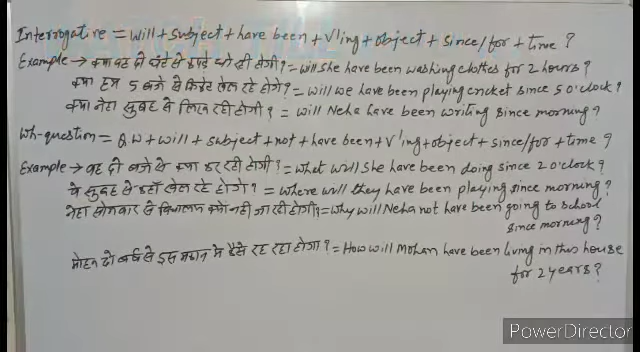 Interrogative = Will + subject + have been + V'ing + object + since/for + time ?
Example → क्या वह दो घंटे से कपड़े धो रही होगी? = Will she have been washing clothes for 2 hours?
क्या हम 5 बजे से क्रिकेट खेल रहे होंगे? = Will we have been playing cricket since 5 o'clock?
क्या नेहा सुबह से लिख रही होगी? = Will Neha have been writing since morning?
Wh-question = Q.W + will + subject + not + have been + V'ing + object + since/for + time ?
Example → वह दो बजे से क्या कर रही होगी? = What will she have been doing since 2 o'clock?
वे सुबह से कहाँ खेल रहे होंगे? = Where will they have been playing since morning?
नेहा सोमवार से विद्यालय क्यों नहीं जा रही होगी? = Why will Neha not have been going to school
since morning?
मोहन दो वर्ष से इस मकान में कैसे रह रहा होगा? = How will Mohan have been living in this house
for 2 years?
PowerDirector